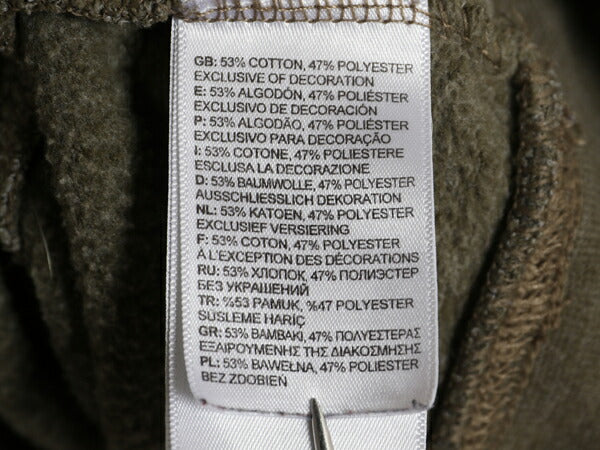 GB: 53% COTTON, 47% POLYESTER
EXCLUSIVE OF DECORATION
E: 53% ALGODÓN, 47% POLIÉSTER
EXCLUSIVO DE DECORACIÓN
P: 53% ALGODÃO, 47% POLIÉSTER
EXCLUSIVO PARA DECORAÇÃO
I: 53% COTONE, 47% POLIESTERE
ESCLUSA LA DECORAZIONE
D: 53% BAUMWOLLE, 47% POLYESTER
AUSSCHLIESSLICH DEKORATION
NL: 53% KATOEN, 47% POLYESTER
EXCLUSIEF VERSIERING
F: 53% COTON, 47% POLYESTER
A L'EXCEPTION DES DÉCORATIONS
RU: 53% ХЛОПОК, 47% ПОЛИЭСТЕР
БЕЗ УКРАШЕНИЙ
TR: %53 PAMUK, %47 POLYESTER
SUSLEME HARİÇ
GR: 53% ΒΑΜΒΑΚΙ, 47% ΠΟΛΥΕΣΤΕΡΑΣ
ΕΞΑΙΡΟΥΜΕΝΗΣ ΤΗΣ ΔΙΑΚΟΣΜΗΣΗΣ
PL: 53% BAWEŁNA, 47% POLIESTER
BEZ ZDOBIEŃ